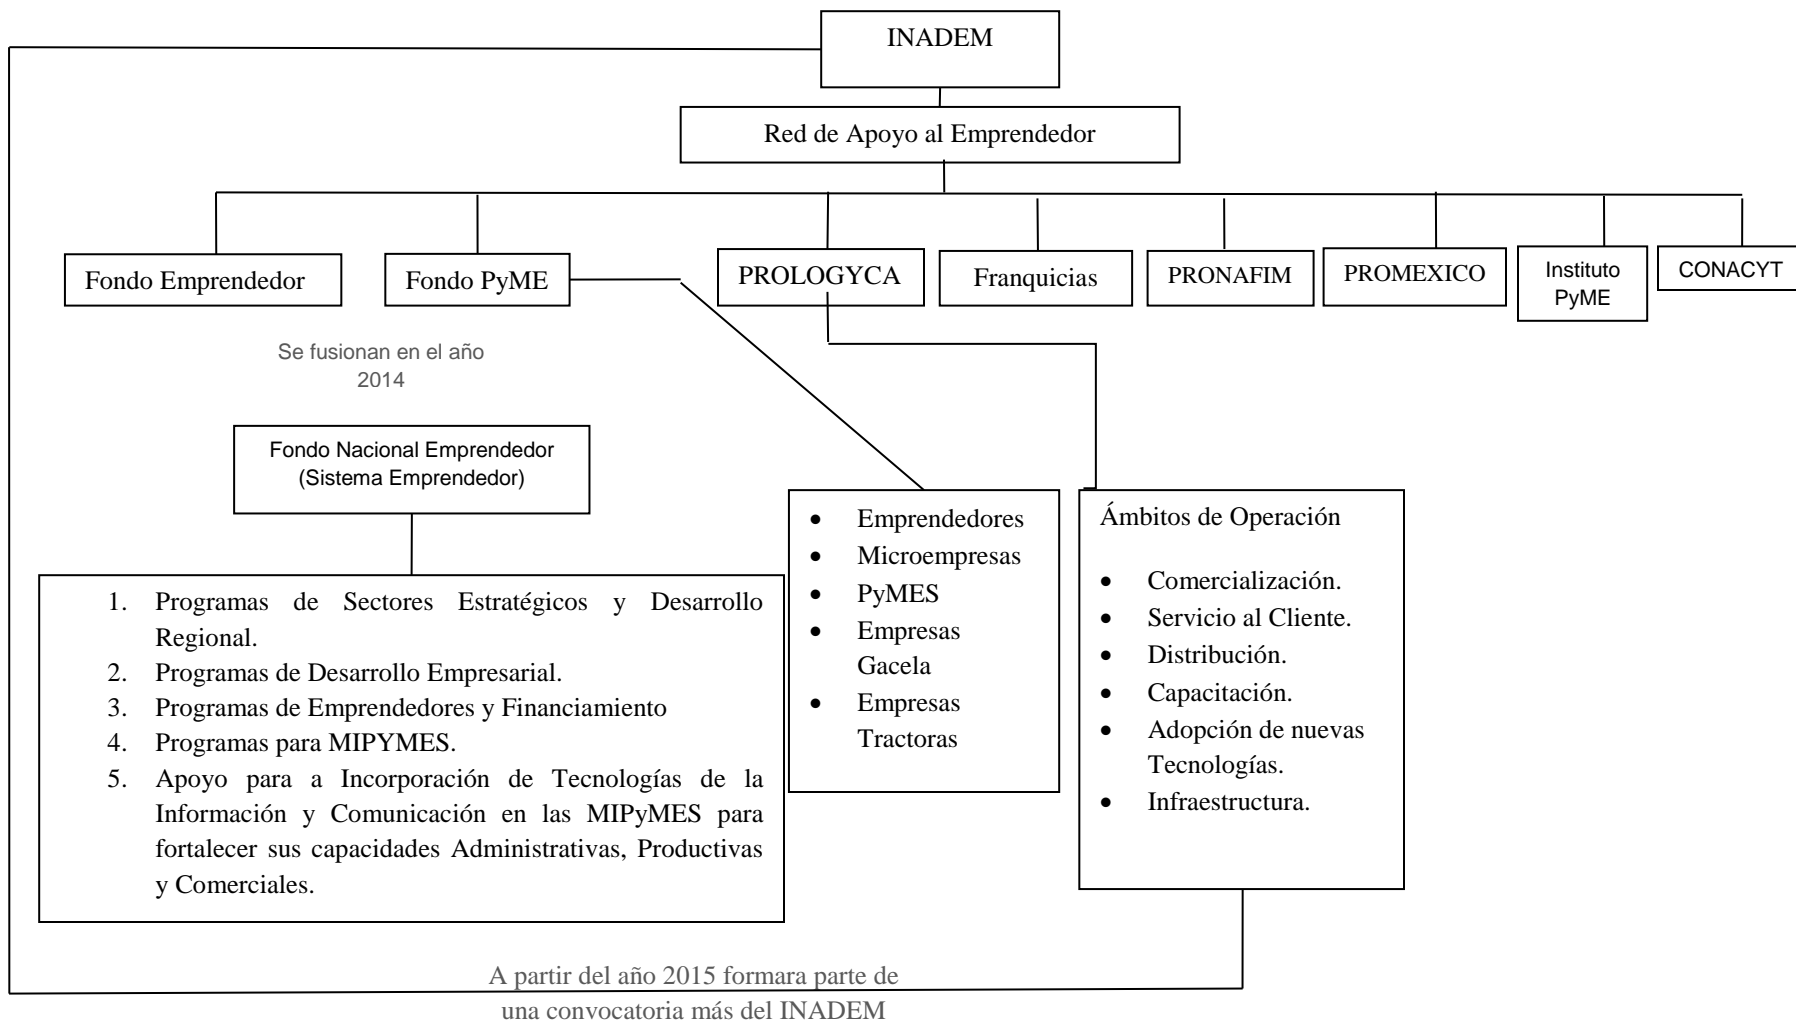 INADEM
Red de Apoyo al Emprendedor
Fondo Emprendedor
Fondo PyME
PROLOGYCA
Franquicias
PRONAFIM
PROMEXICO
Instituto
PyME
CONACYT
Se fusionan en el año
2014
Fondo Nacional Emprendedor
(Sistema Emprendedor)
1. Programas de Sectores Estratégicos y Desarrollo
Regional.
2. Programas de Desarrollo Empresarial.
3. Programas de Emprendedores y Financiamiento
4. Programas para MIPYMES.
5. Apoyo para a Incorporación de Tecnologías de la
Información y Comunicación en las MIPyMES para
fortalecer sus capacidades Administrativas, Productivas
y Comerciales.
• Emprendedores
• Microempresas
• PyMES
• Empresas
Gacela
• Empresas
Tractoras
Ámbitos de Operación
• Comercialización.
• Servicio al Cliente.
• Distribución.
• Capacitación.
• Adopción de nuevas
Tecnologías.
• Infraestructura.
A partir del año 2015 formara parte de
una convocatoria más del INADEM